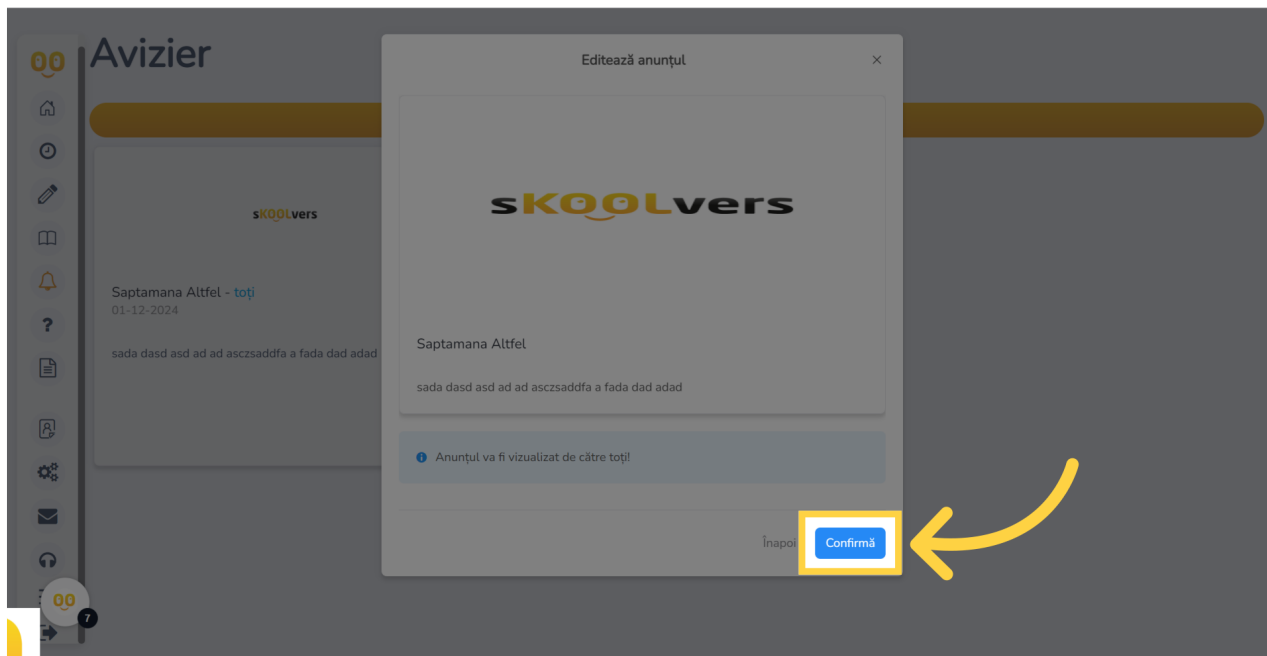 Avizier
Editează anunțul
sKOOLvers
sKOOLvers
Saptamana Altfel - toți
01-12-2024
sada dasd asd ad ad asczsaddfa a fada dad adad
Saptamana Altfel
sada dasd asd ad ad asczsaddfa a fada dad adad
Anunțul va fi vizualizat de către toți!
Înapoi
Confirmă
7